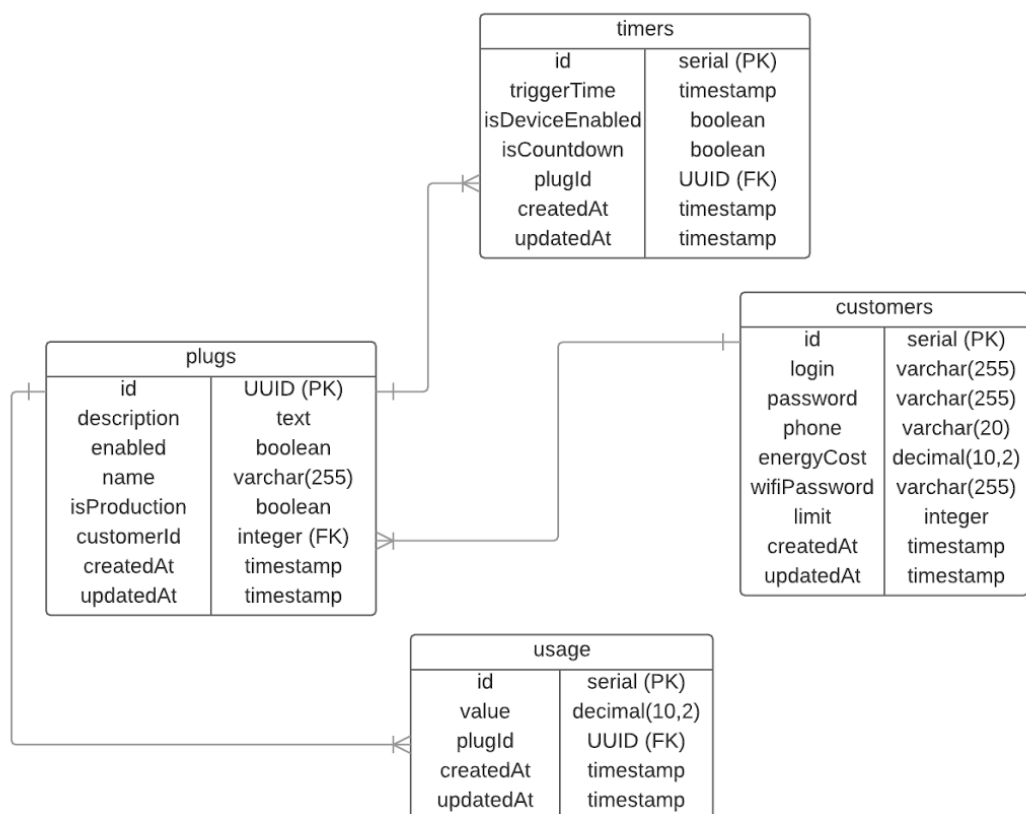 timers
id serial (PK)
triggerTime timestamp
isDeviceEnabled boolean
isCountdown boolean
plugId UUID (FK)
createdAt timestamp
updatedAt timestamp
customers
id serial (PK)
login varchar(255)
password varchar(255)
phone varchar(20)
energyCost decimal(10,2)
wifiPassword varchar(255)
limit integer
createdAt timestamp
updatedAt timestamp
plugs
id UUID (PK)
description text
enabled boolean
name varchar(255)
isProduction boolean
customerId integer (FK)
createdAt timestamp
updatedAt timestamp
usage
id serial (PK)
value decimal(10,2)
plugId UUID (FK)
createdAt timestamp
updatedAt timestamp